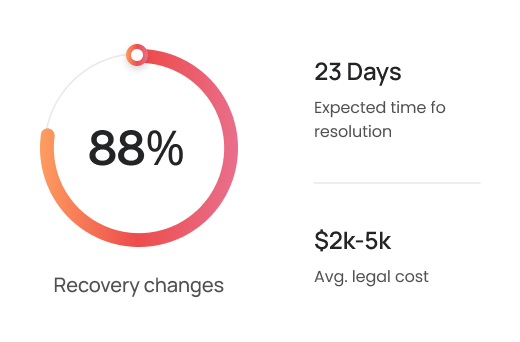 88%
Recovery changes
23 Days
Expected time fo
resolution
$2k-5k
Avg. legal cost